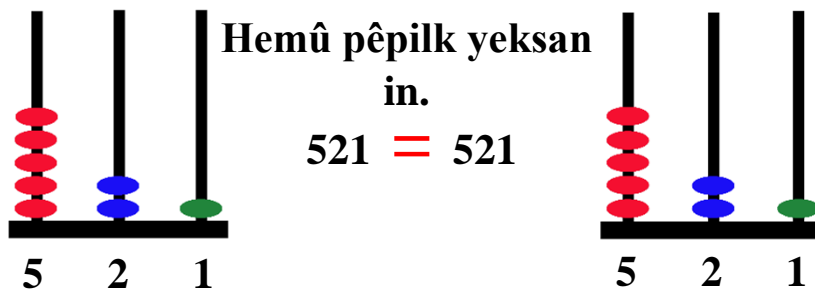 Hemû pêpilk yeksan
in.
521 = 521
5 2 1
5 2 1